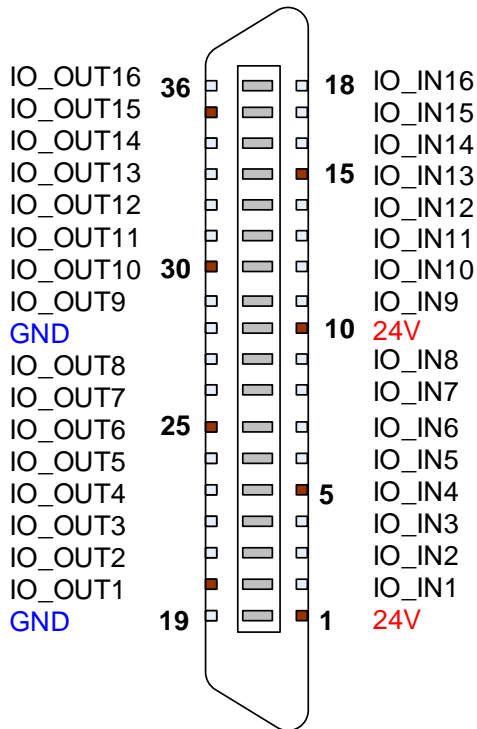 IO_OUT16 36 18 IO_IN16
IO_OUT15 IO_IN15
IO_OUT14 IO_IN14
IO_OUT13 15 IO_IN13
IO_OUT12 IO_IN12
IO_OUT11 IO_IN11
IO_OUT10 30 IO_IN10
IO_OUT9 IO_IN9
GND 10 24V
IO_OUT8 IO_IN8
IO_OUT7 IO_IN7
IO_OUT6 25 IO_IN6
IO_OUT5 IO_IN5
IO_OUT4 5 IO_IN4
IO_OUT3 IO_IN3
IO_OUT2 IO_IN2
IO_OUT1 IO_IN1
GND 19 1 24V